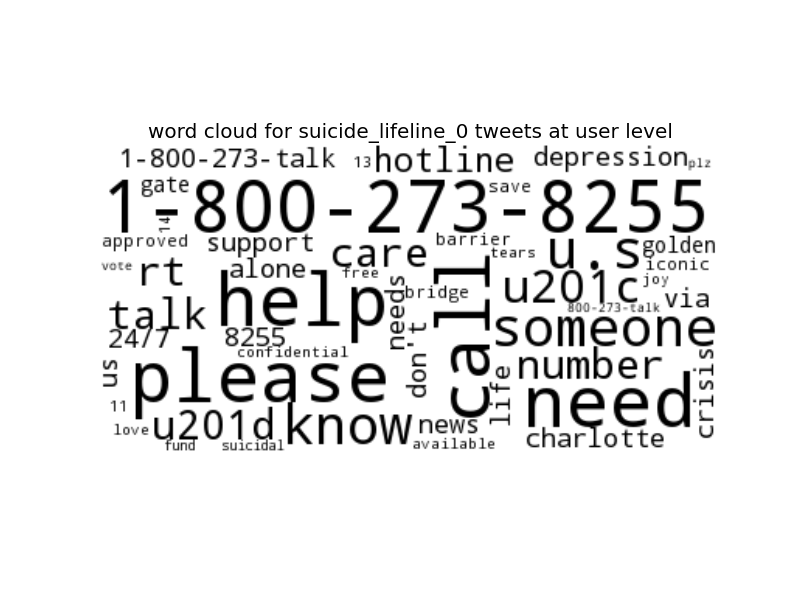 word cloud for suicide_lifeline_0 tweets at user level
1-800-273-talk 13 hotline depression plz
gate save
1-800-273-8255
14
approved support care barrier u.s golden
tears
vote rt alone free iconic
joy
help needs bridge call u201c via
800-273-talk
talk someone
24/7 8255
confidential
us please don't life number crisis
need
11
love u201d know news charlotte
fund suicidal available